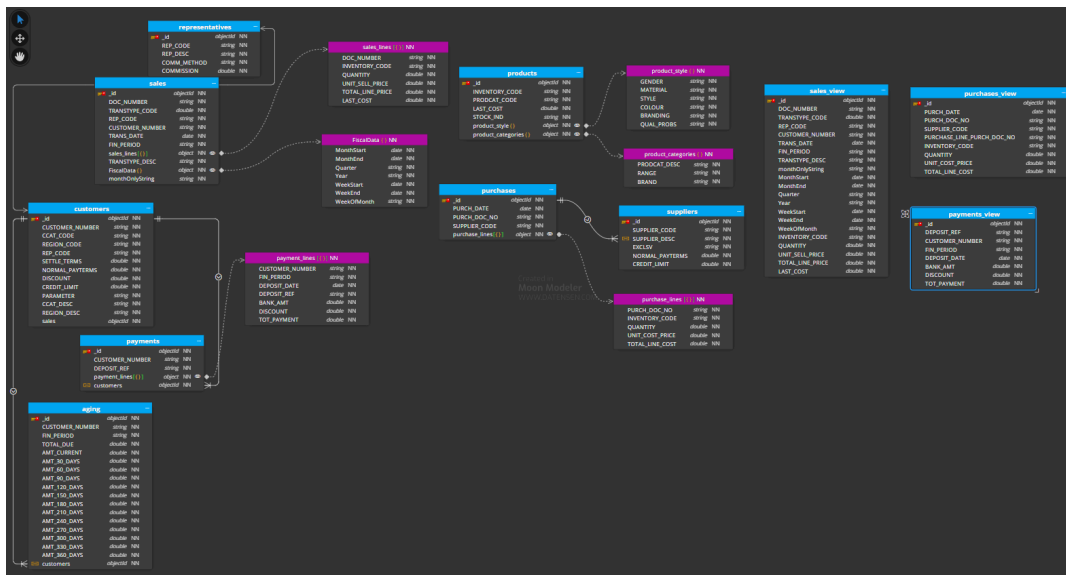 representatives
_id objectId NN
REP_CODE string NN
REP_DESC string NN
COMM_METHOD string NN
COMMISSION double NN
sales
_id objectId NN
DOC_NUMBER string NN
TRANSTYPE_CODE double NN
REP_CODE string NN
CUSTOMER_NUMBER string NN
TRANS_DATE date NN
FIN_PERIOD string NN
sales_lines[{}] object NN
TRANSTYPE_DESC string NN
FiscalData{} object NN
monthOnlyString string NN
sales_lines [{}] NN
DOC_NUMBER string NN
INVENTORY_CODE string NN
QUANTITY double NN
UNIT_SELL_PRICE double NN
TOTAL_LINE_PRICE double NN
LAST_COST double NN
FiscalData {} NN
MonthStart date NN
MonthEnd date NN
Quarter string NN
Year string NN
WeekStart date NN
WeekEnd date NN
WeekOfMonth string NN
products
_id objectId NN
INVENTORY_CODE string NN
PRODCAT_CODE string NN
LAST_COST double NN
STOCK_IND string NN
product_style{} object NN
product_categories{} object NN
product_style {} NN
GENDER string NN
MATERIAL string NN
STYLE string NN
COLOUR string NN
BRANDING string NN
QUAL_PROBS string NN
product_categories {} NN
PRODCAT_DESC string NN
RANGE string NN
BRAND string NN
purchases
_id objectId NN
PURCH_DATE date NN
PURCH_DOC_NO string NN
SUPPLIER_CODE string NN
purchase_lines[{}] object NN
suppliers
_id objectId NN
SUPPLIER_CODE string NN
SUPPLIER_DESC string NN
EXCLSV string NN
NORMAL_PAYTERMS string NN
CREDIT_LIMIT double NN
purchase_lines [{}] NN
PURCH_DOC_NO string NN
INVENTORY_CODE string NN
QUANTITY double NN
UNIT_COST_PRICE double NN
TOTAL_LINE_COST double NN
sales_view
_id objectId NN
DOC_NUMBER string NN
TRANSTYPE_CODE double NN
REP_CODE string NN
CUSTOMER_NUMBER string NN
TRANS_DATE date NN
FIN_PERIOD string NN
TRANSTYPE_DESC string NN
monthOnlyString string NN
MonthStart date NN
MonthEnd date NN
Quarter string NN
Year string NN
WeekStart date NN
WeekEnd date NN
WeekOfMonth string NN
INVENTORY_CODE string NN
QUANTITY double NN
UNIT_SELL_PRICE double NN
TOTAL_LINE_PRICE double NN
LAST_COST double NN
purchases_view
_id objectId NN
PURCH_DATE date NN
PURCH_DOC_NO string NN
SUPPLIER_CODE string NN
PURCHASE_LINE_PURCH_DOC_NO string NN
INVENTORY_CODE string NN
QUANTITY double NN
UNIT_COST_PRICE double NN
TOTAL_LINE_COST double NN
payments_view
_id objectId NN
DEPOSIT_REF string NN
CUSTOMER_NUMBER string NN
FIN_PERIOD string NN
DEPOSIT_DATE date NN
BANK_AMT double NN
DISCOUNT double NN
TOT_PAYMENT double NN
customers
_id objectId NN
CUSTOMER_NUMBER string NN
CCAT_CODE string NN
REGION_CODE string NN
REP_CODE string NN
SETTLE_TERMS double NN
NORMAL_PAYTERMS double NN
DISCOUNT double NN
CREDIT_LIMIT double NN
PARAMETER string NN
CCAT_DESC string NN
REGION_DESC string NN
sales objectId NN
payment_lines [{}] NN
CUSTOMER_NUMBER string NN
FIN_PERIOD string NN
DEPOSIT_DATE date NN
DEPOSIT_REF string NN
BANK_AMT double NN
DISCOUNT double NN
TOT_PAYMENT double NN
payments
_id objectId NN
CUSTOMER_NUMBER string NN
DEPOSIT_REF string NN
payment_lines[{}] object NN
customers objectId NN
aging
_id objectId NN
CUSTOMER_NUMBER string NN
FIN_PERIOD string NN
TOTAL_DUE double NN
AMT_CURRENT double NN
AMT_30_DAYS double NN
AMT_60_DAYS double NN
AMT_90_DAYS double NN
AMT_120_DAYS double NN
AMT_150_DAYS double NN
AMT_180_DAYS double NN
AMT_210_DAYS double NN
AMT_240_DAYS double NN
AMT_270_DAYS double NN
AMT_300_DAYS double NN
AMT_330_DAYS double NN
AMT_360_DAYS double NN
customers objectId NN
Moon Modeler